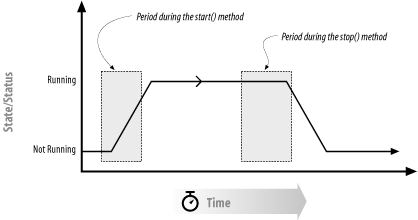 Period during the start() method
Period during the stop() method
Running
State/Status
Not Running
Time